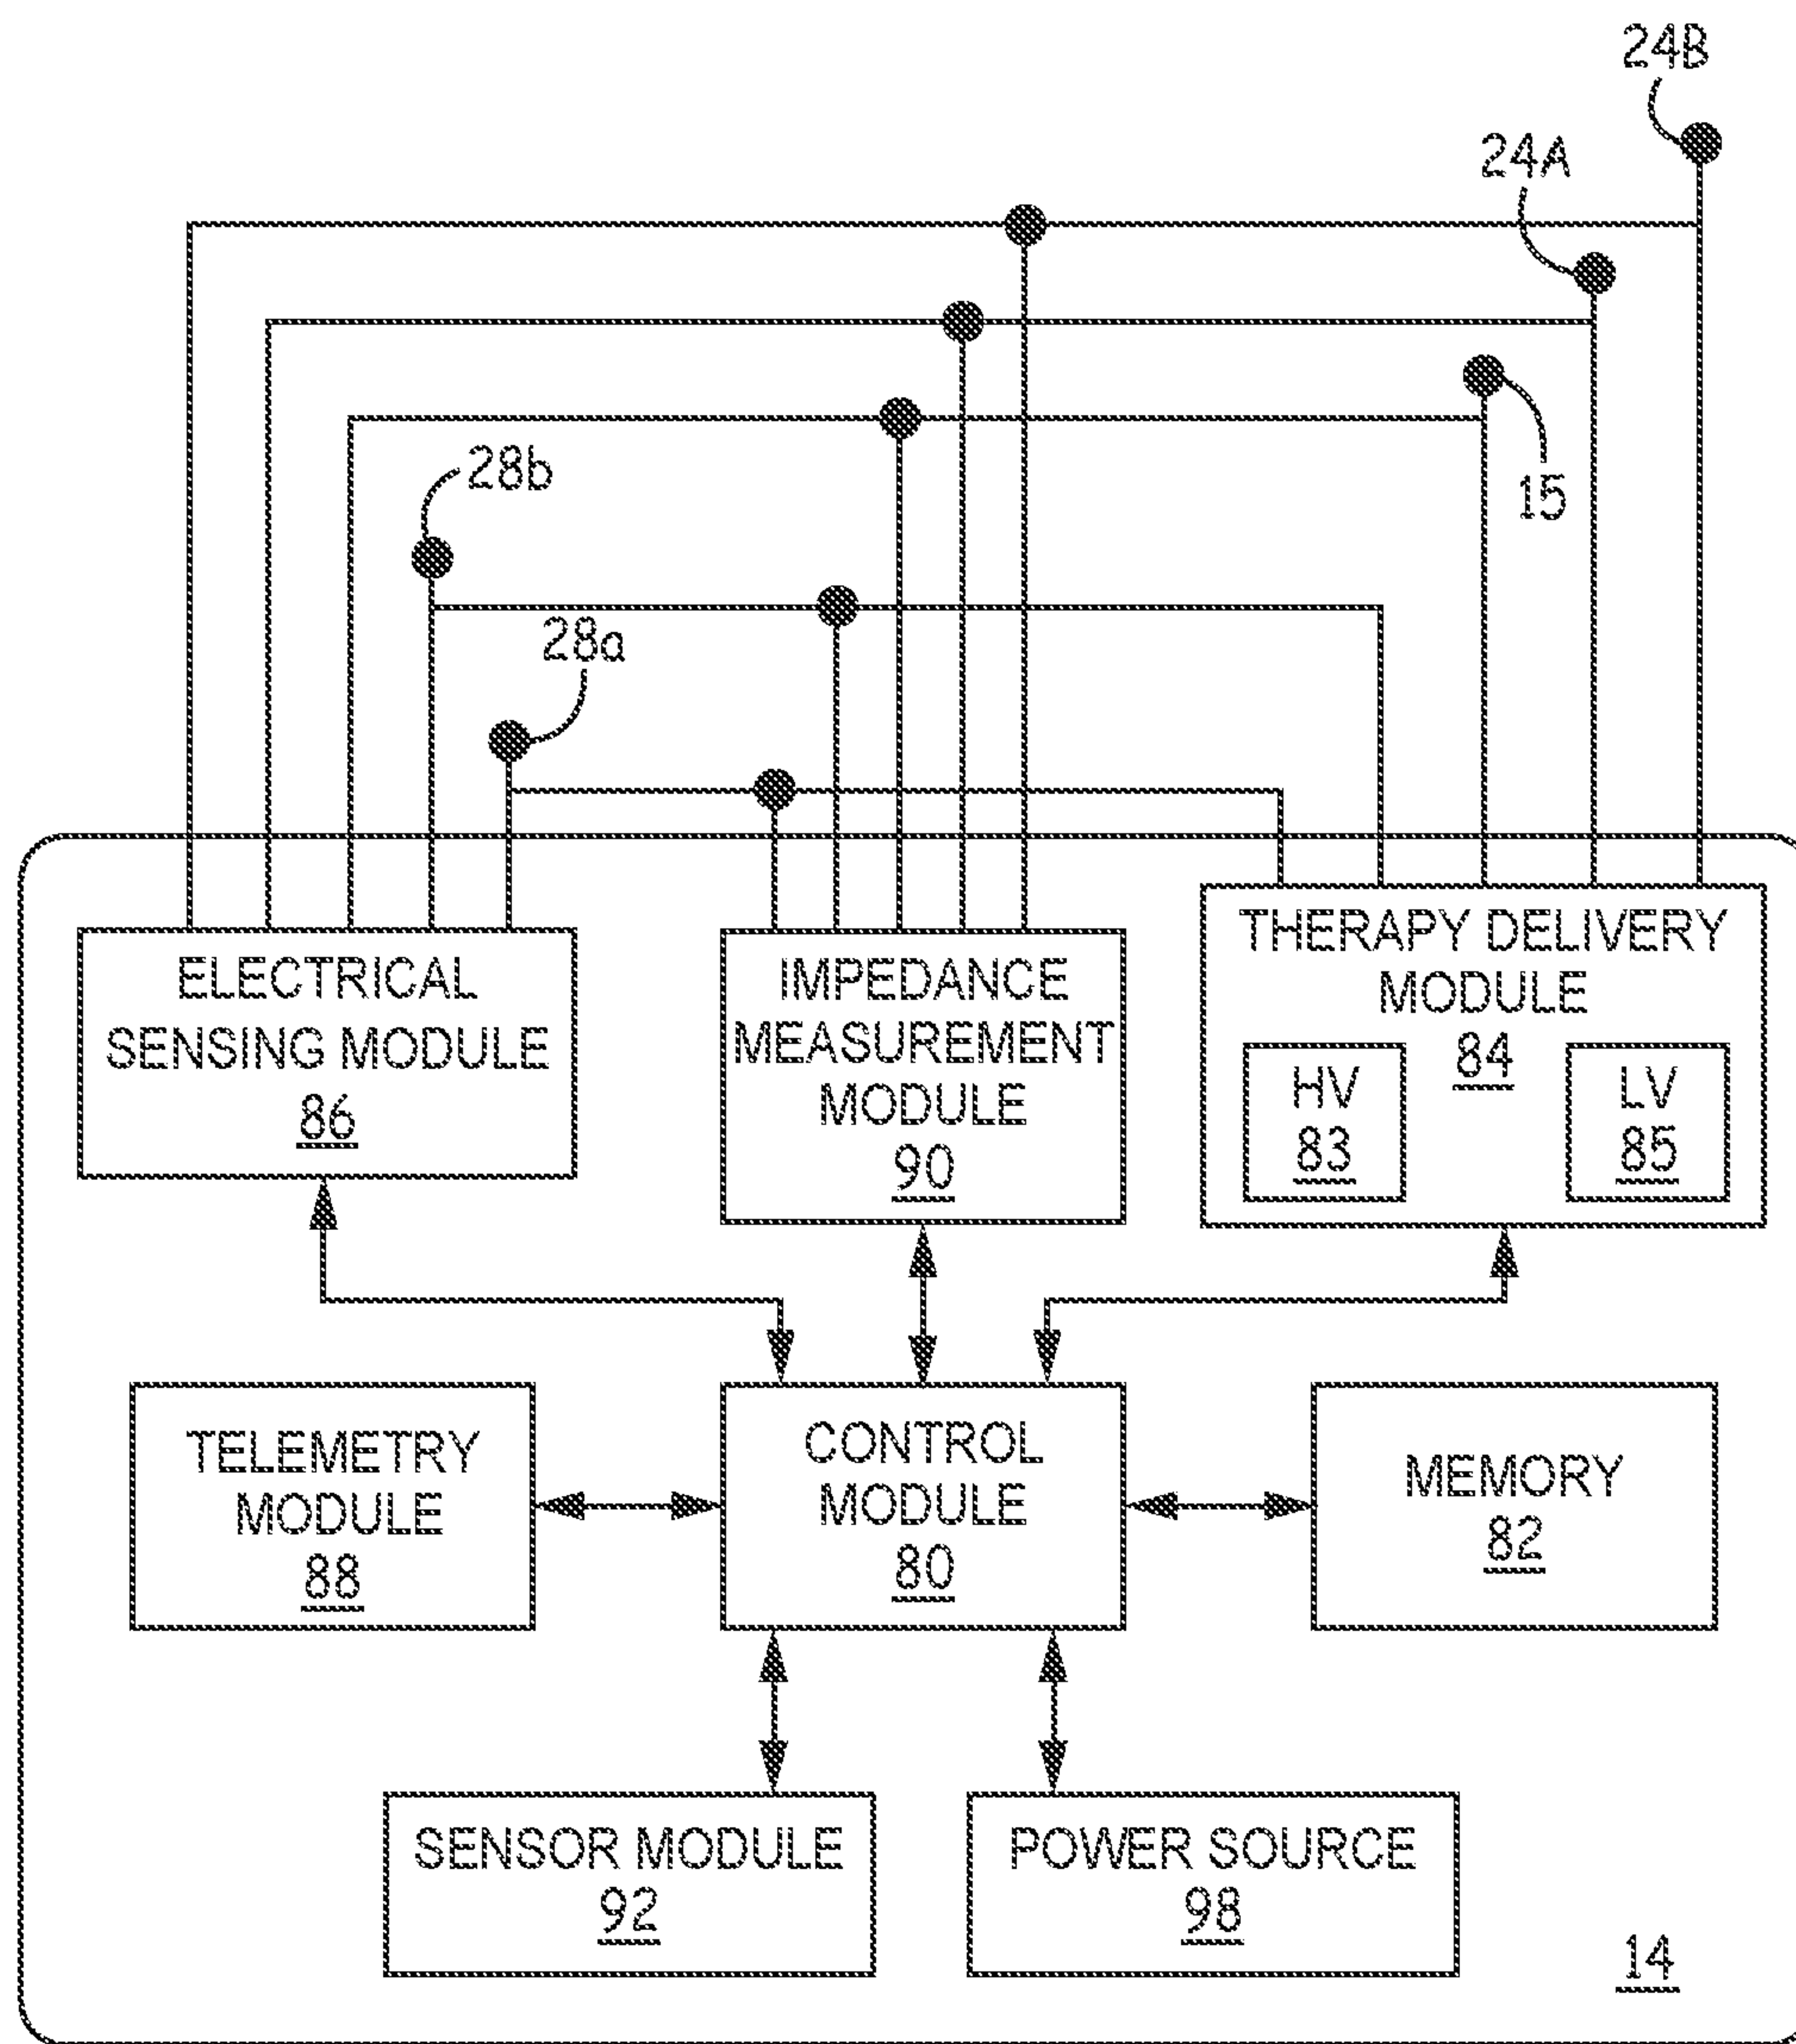 24B
24A
15
28b
28a
ELECTRICAL
SENSING MODULE
86
IMPEDANCE
MEASUREMENT
MODULE
90
THERAPY DELIVERY
MODULE
84
HV
83
LV
85
TELEMETRY
MODULE
88
CONTROL
MODULE
80
MEMORY
82
SENSOR MODULE
92
POWER SOURCE
98
14